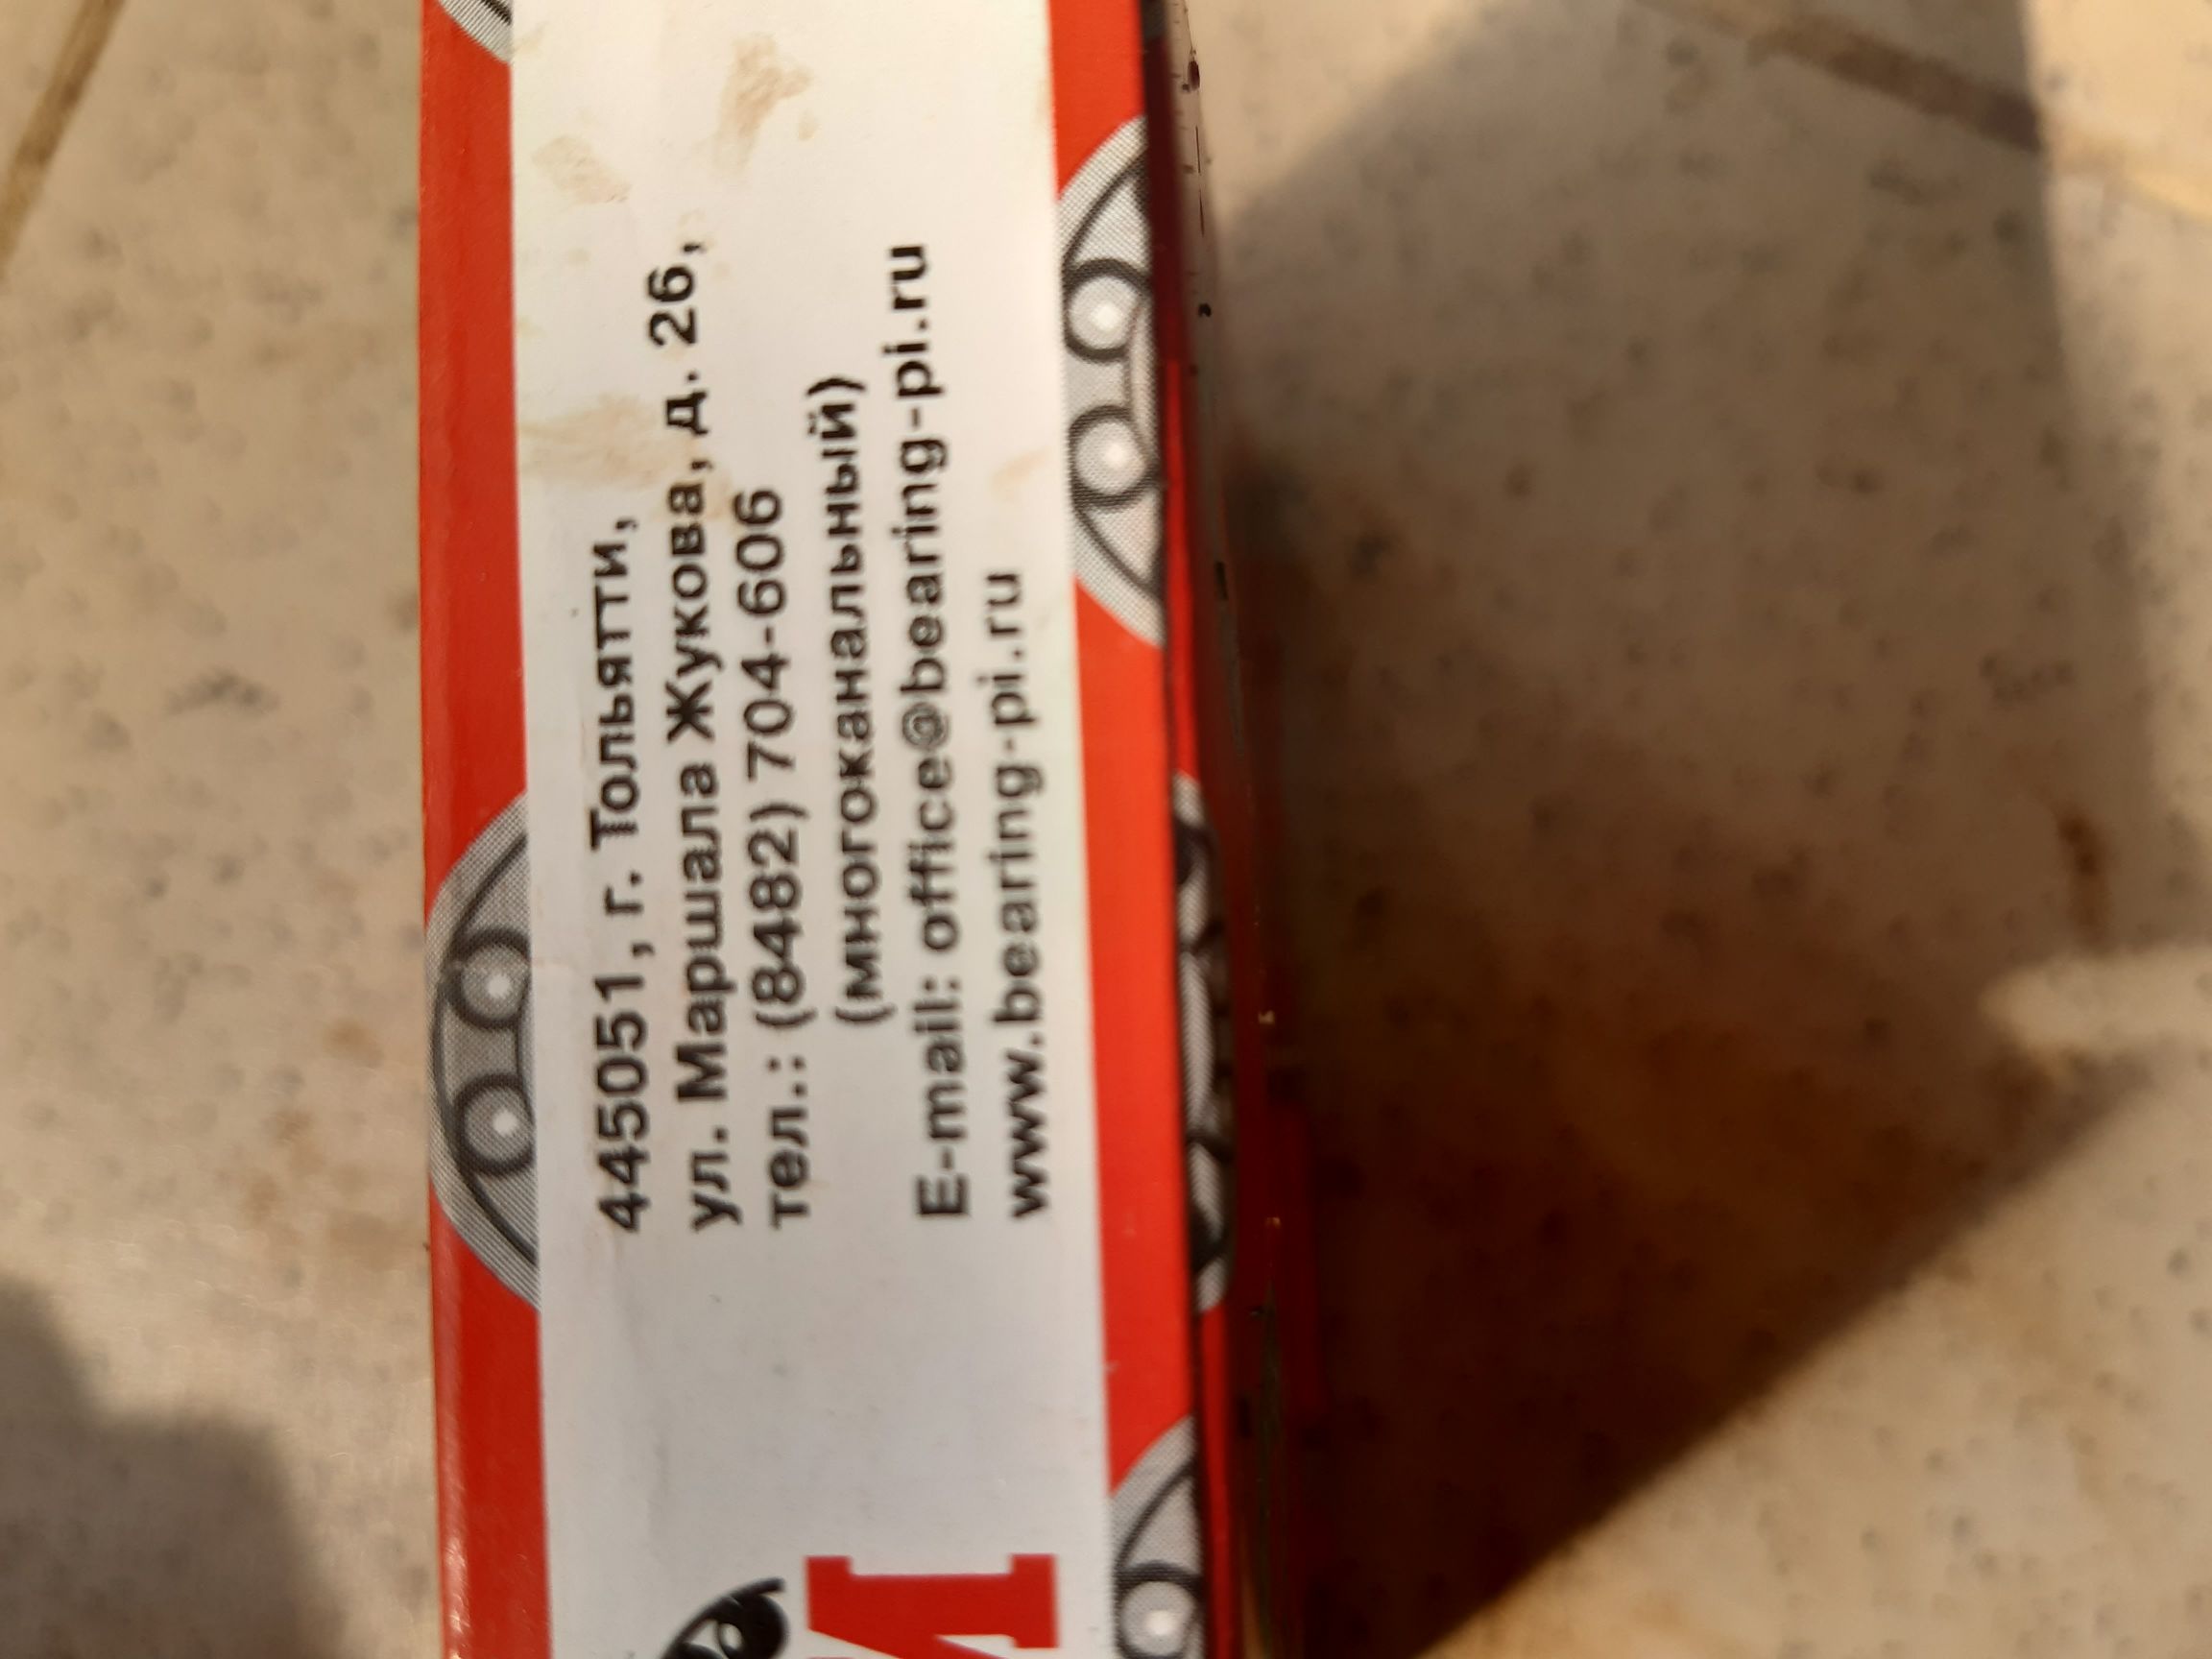 445051, г. Тольятти,
ул. Маршала Жукова, д. 26,
тел.: (8482) 704-606
(многоканальный)
E-mail: office@bearing-pi.ru
www.bearing-pi.ru